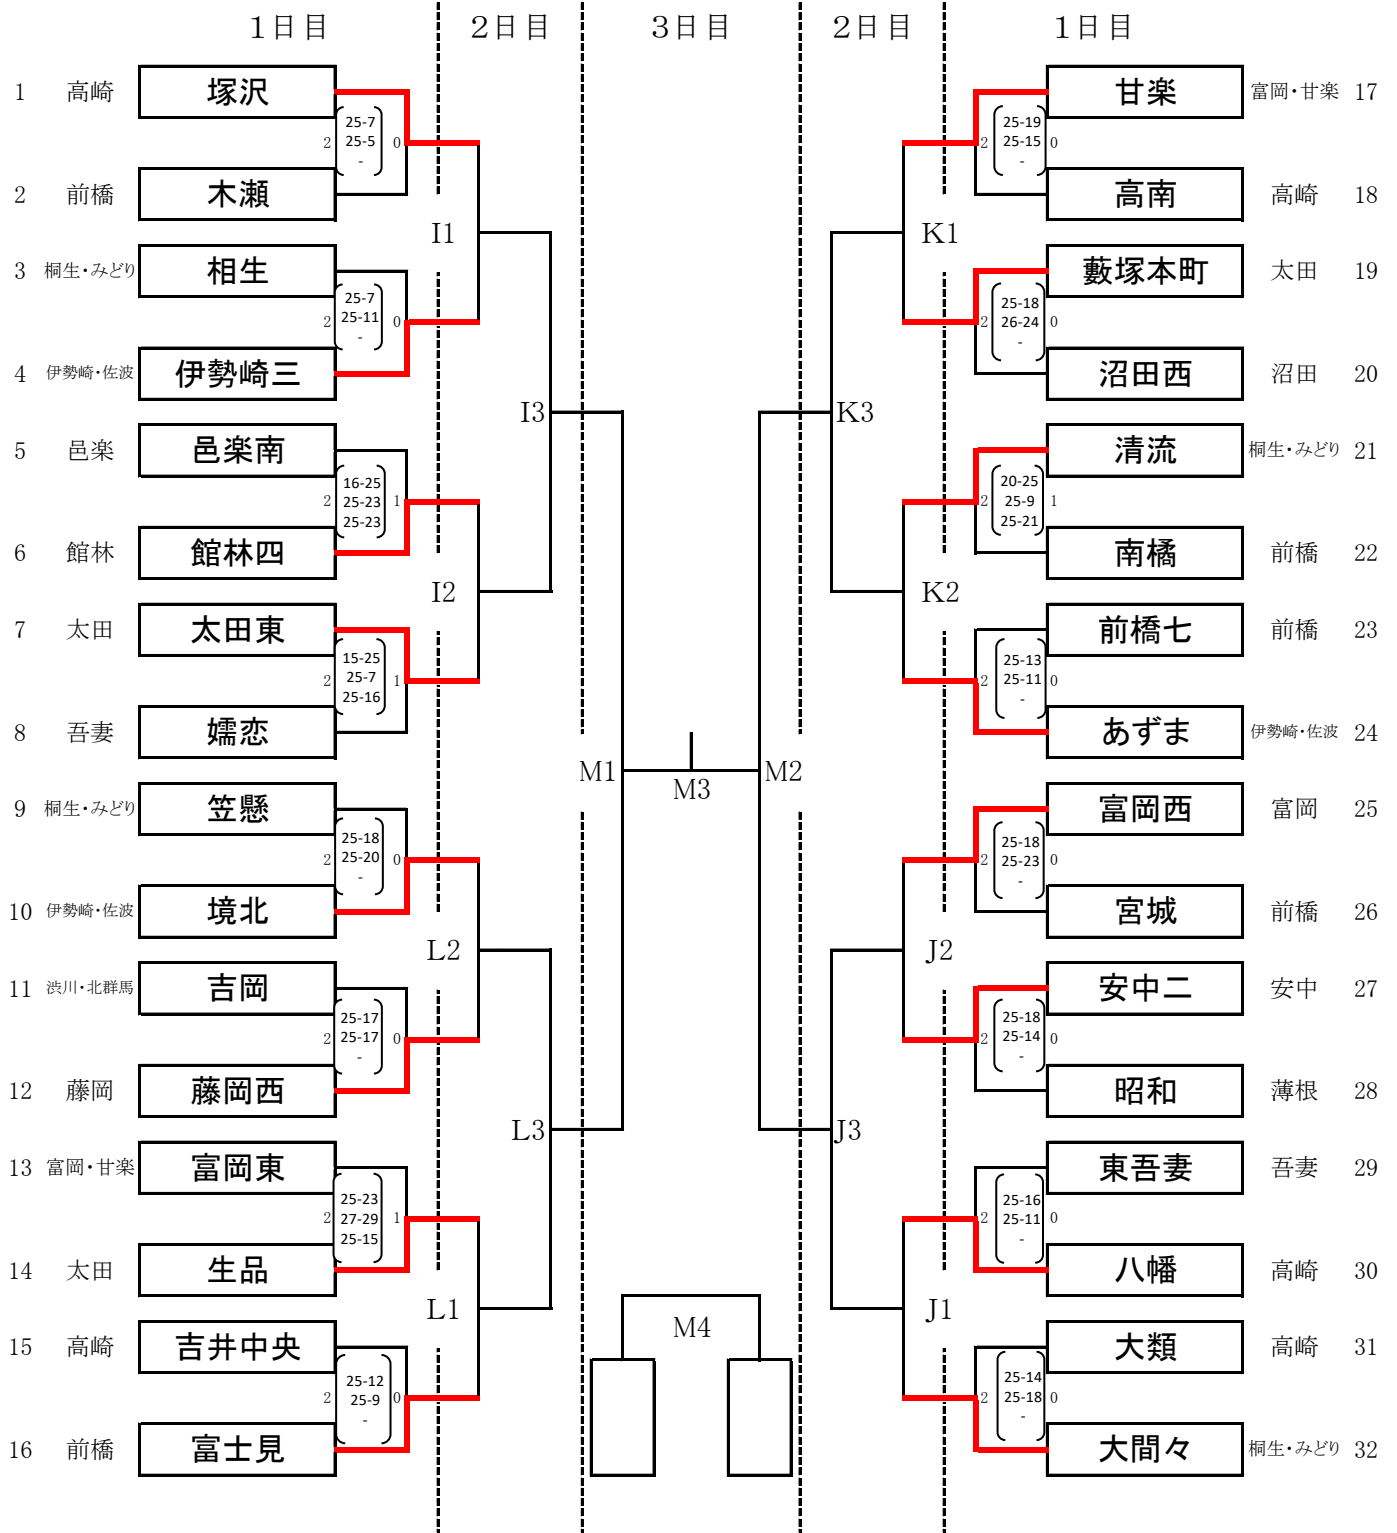 1日目 2日目 3日目 2日目 1日目
1 高崎 塚沢
2 25-7 0
25-5
-
2 前橋 木瀬
I1
3 桐生・みどり 相生
2 25-7 0
25-11
-
4 伊勢崎・佐波 伊勢崎三
I3
5 邑楽 邑楽南
2 16-25 1
25-23
25-23
6 館林 館林四
I2
7 太田 太田東
2 15-25 1
25-7
25-16
8 吾妻 嬬恋
M1
9 桐生・みどり 笠懸
2 25-18 0
25-20
-
10 伊勢崎・佐波 境北
L2
11 渋川・北群馬 吉岡
2 25-17 0
25-17
-
12 藤岡 藤岡西
L3
13 富岡・甘楽 富岡東
2 25-23 1
27-29
25-15
14 太田 生品
L1
15 高崎 吉井中央
2 25-12 0
25-9
-
16 前橋 富士見
M3
M4
甘楽 富岡・甘楽 17
2 25-19 0
25-15
-
高南 高崎 18
K1
藪塚本町 太田 19
2 25-18 0
26-24
-
沼田西 沼田 20
K3
清流 桐生・みどり 21
2 20-25 1
25-9
25-21
南橘 前橋 22
K2
前橋七 前橋 23
2 25-13 0
25-11
-
あずま 伊勢崎・佐波 24
M2
富岡西 富岡 25
2 25-18 0
25-23
-
宮城 前橋 26
J2
安中二 安中 27
2 25-18 0
25-14
-
昭和 薄根 28
J3
東吾妻 吾妻 29
2 25-16 0
25-11
-
八幡 高崎 30
J1
大類 高崎 31
2 25-14 0
25-18
-
大間々 桐生・みどり 32